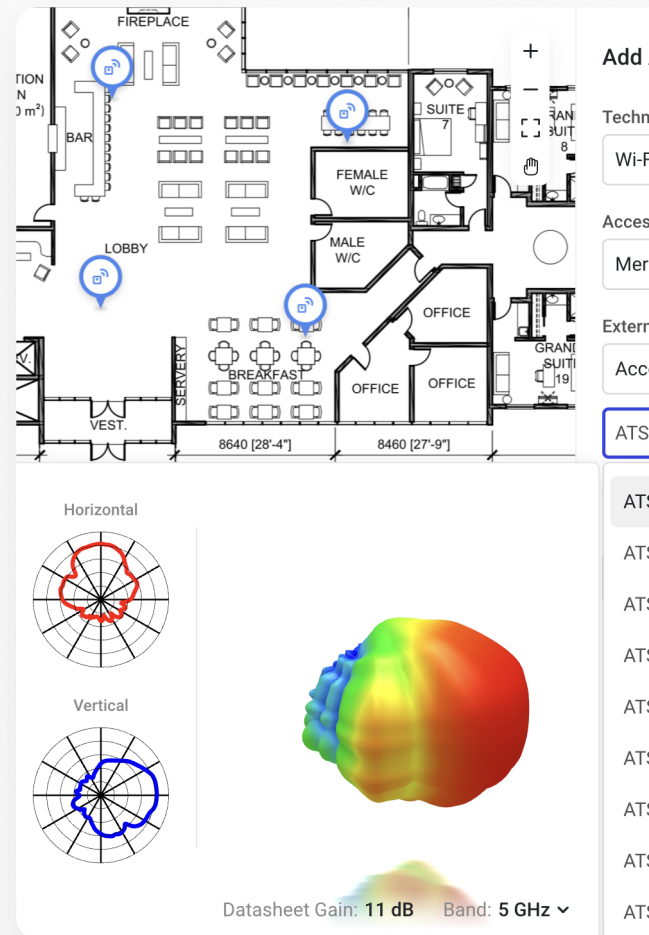 FIREPLACE
TION
N
0 m²)
BAR
SUITE
7
8
FEMALE
W/C
MALE
W/C
LOBBY
OFFICE
GRAND
SUITE
19
SERVERY
BREAKFAST
OFFICE
OFFICE
V.
VEST.
8640 [28'-4"]
8460 [27'-9"]
Add
Techn
Wi-F
Acces
Mer
Extern
Acce
ATS
ATS
ATS
ATS
ATS
ATS
ATS
ATS
ATS
ATS
Horizontal
Vertical
Datasheet Gain: 11 dB
Band: 5 GHz